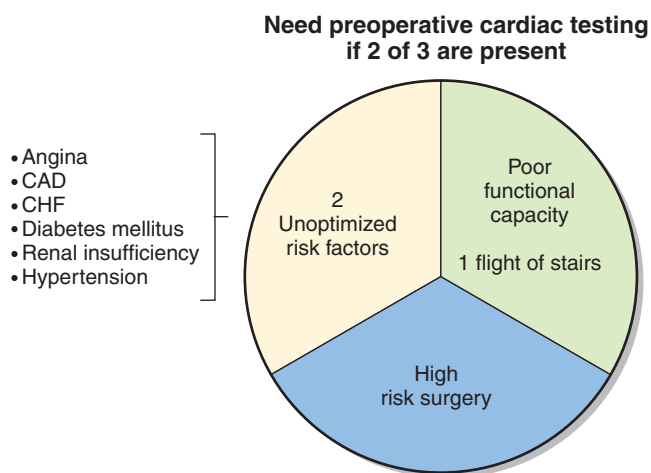 Need preoperative cardiac testing
if 2 of 3 are present
• Angina
• CAD
• CHF
• Diabetes mellitus
• Renal insufficiency
• Hypertension
2
Unoptimized
risk factors
Poor
functional
capacity
1 flight of stairs
High
risk surgery